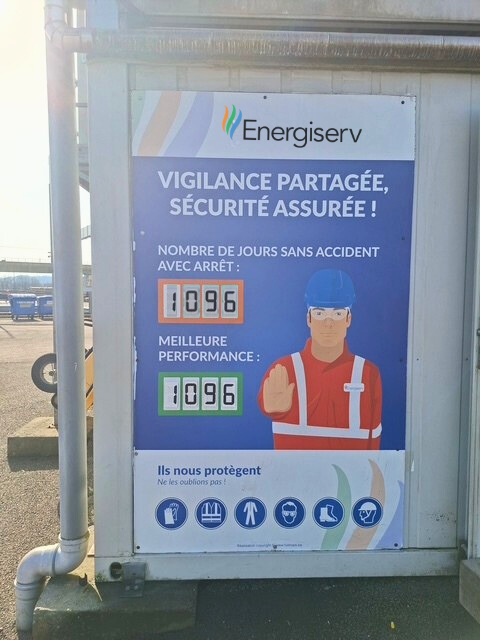 Energiserv
VIGILANCE PARTAGÉE,
SÉCURITÉ ASSURÉE !
NOMBRE DE JOURS SANS ACCIDENT
AVEC ARRÊT :
1096
MEILLEURE
PERFORMANCE :
1096
Energiserv
Ils nous protègent
Ne les oublions pas !